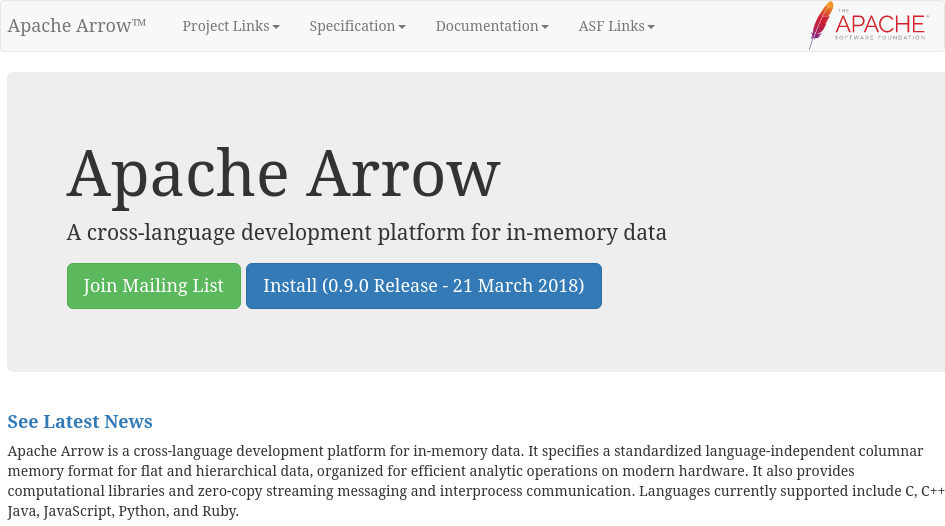 Apache Arrow™ Project Links Specification Documentation ASF Links
THE
APACHE
SOFTWARE FOUNDATION
Apache Arrow
A cross-language development platform for in-memory data
Join Mailing List Install (0.9.0 Release - 21 March 2018)
See Latest News
Apache Arrow is a cross-language development platform for in-memory data. It specifies a standardized language-independent columnar
memory format for flat and hierarchical data, organized for efficient analytic operations on modern hardware. It also provides
computational libraries and zero-copy streaming messaging and interprocess communication. Languages currently supported include C, C++
Java, JavaScript, Python, and Ruby.